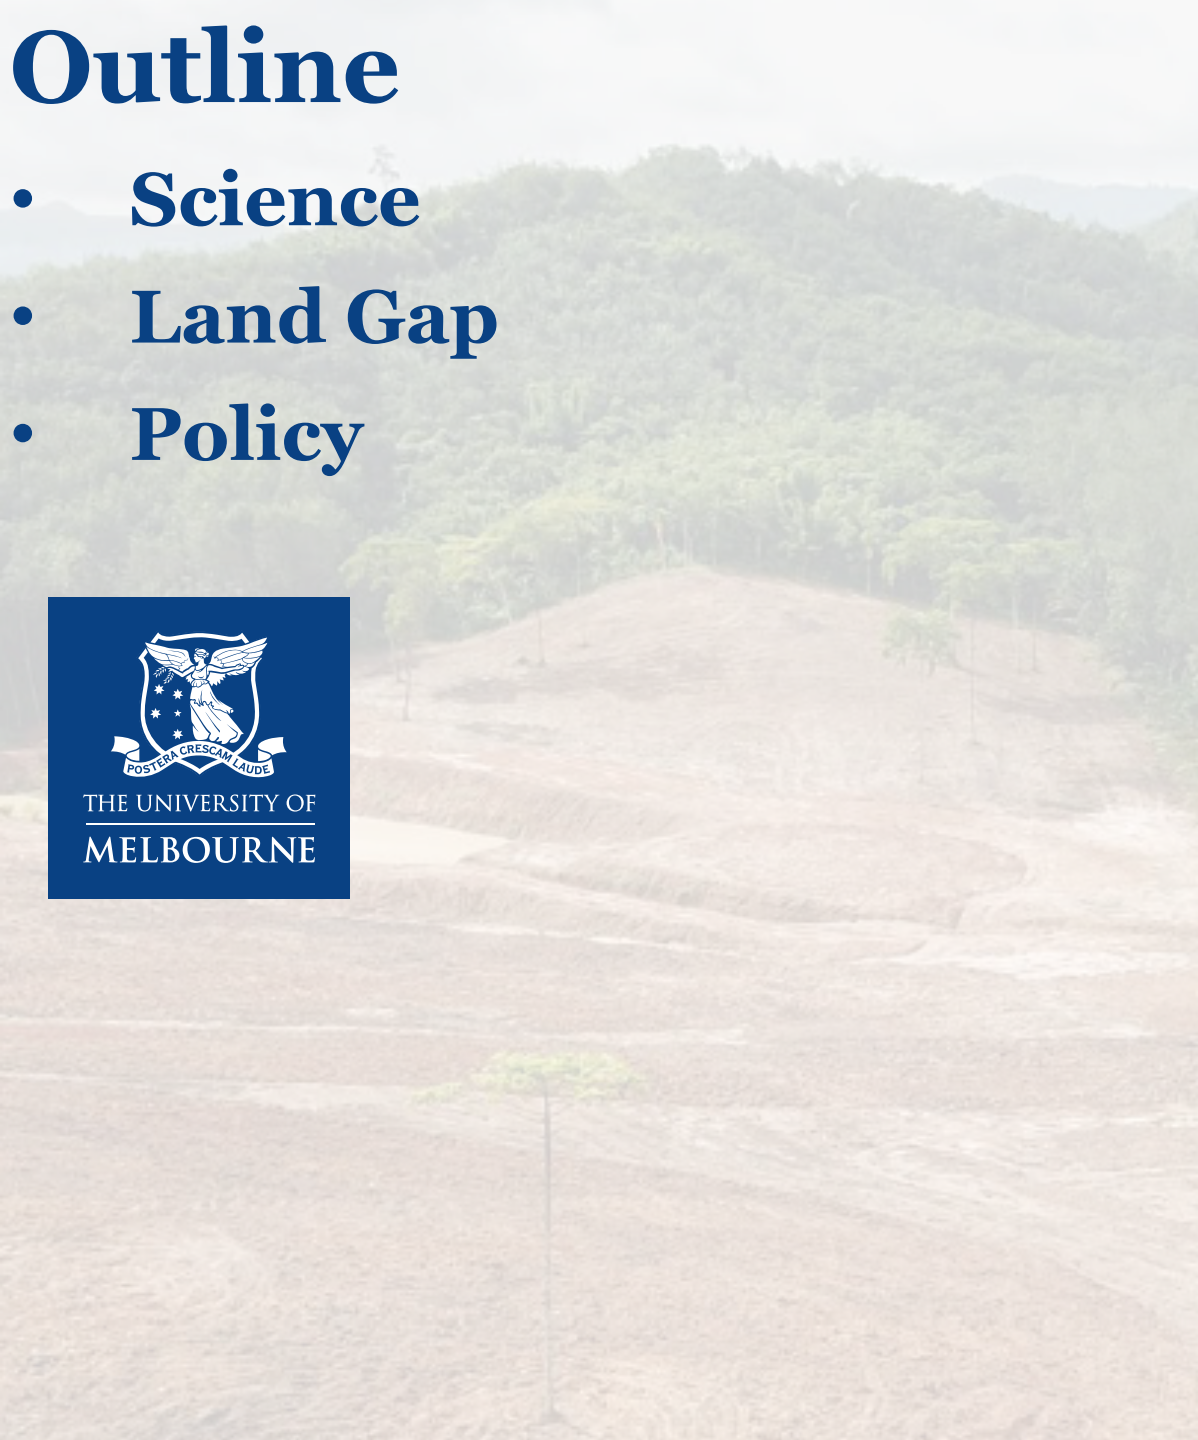 Outline
• Science
• Land Gap
• Policy
POSTERA CRESCAM LAUDE
THE UNIVERSITY OF
MELBOURNE